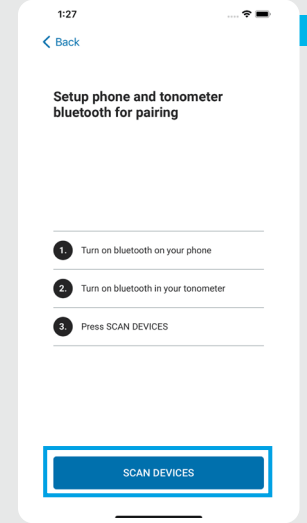 1:27
Back
Setup phone and tonometer
bluetooth for pairing
1. Turn on bluetooth on your phone
2. Turn on bluetooth in your tonometer
3. Press SCAN DEVICES
SCAN DEVICES